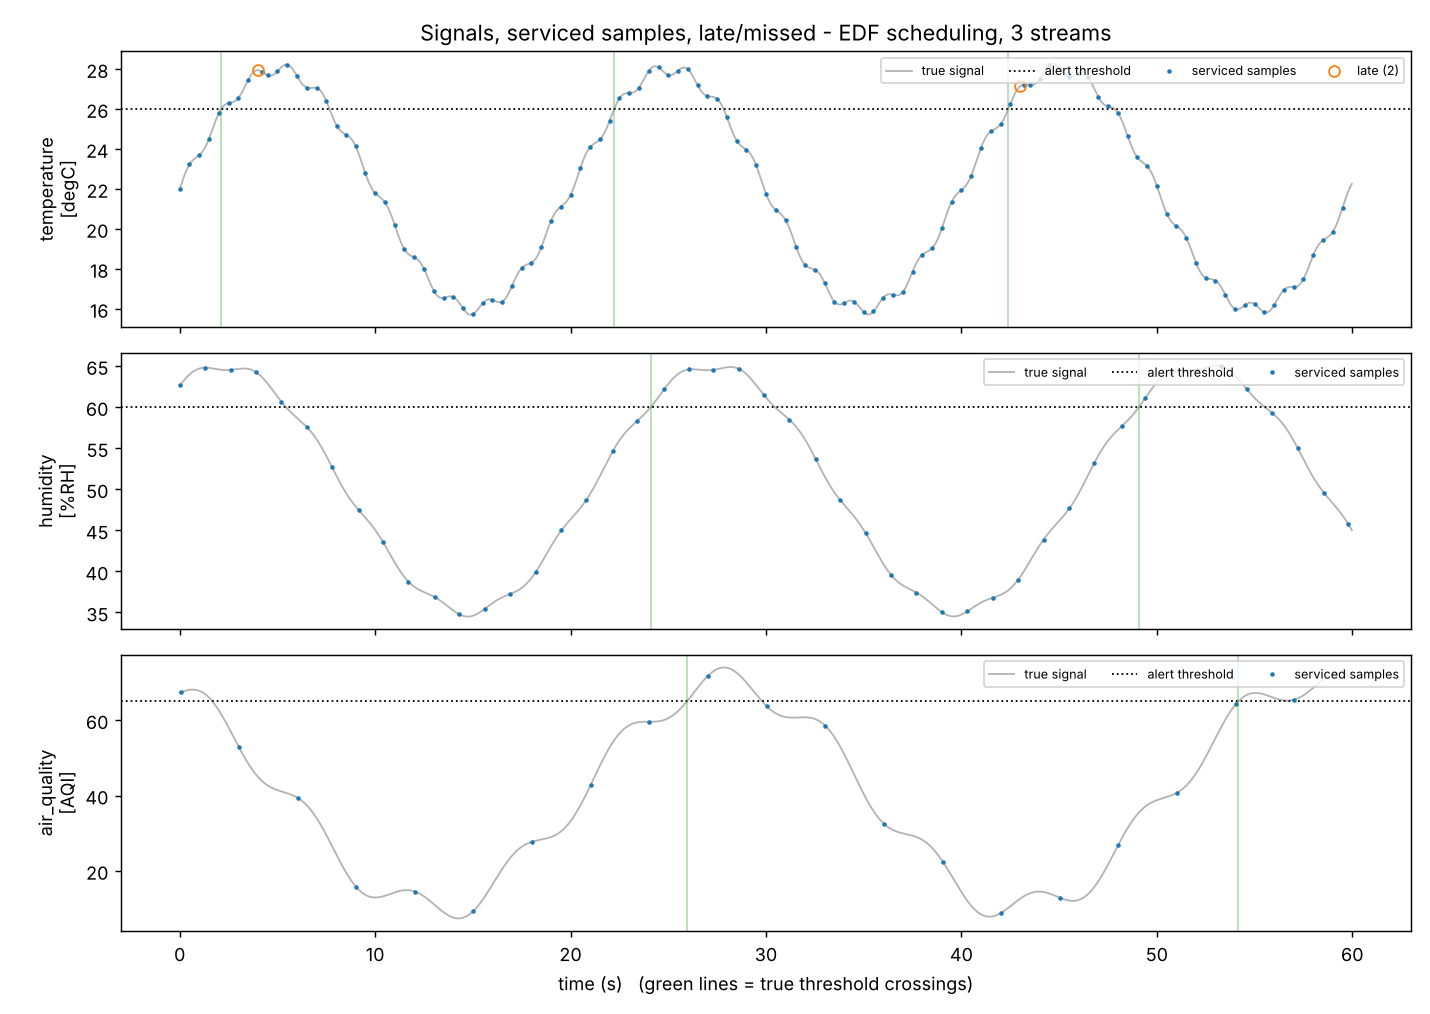 Signals, serviced samples, late/missed - EDF scheduling, 3 streams
true signal alert threshold serviced samples late (2)
28
26
24
22
20
18
16
temperature
[degC]
true signal alert threshold serviced samples
65
60
55
50
45
40
35
humidity
[%RH]
true signal alert threshold serviced samples
60
40
20
air_quality
[AQI]
0 10 20 30 40 50 60
time (s) (green lines = true threshold crossings)